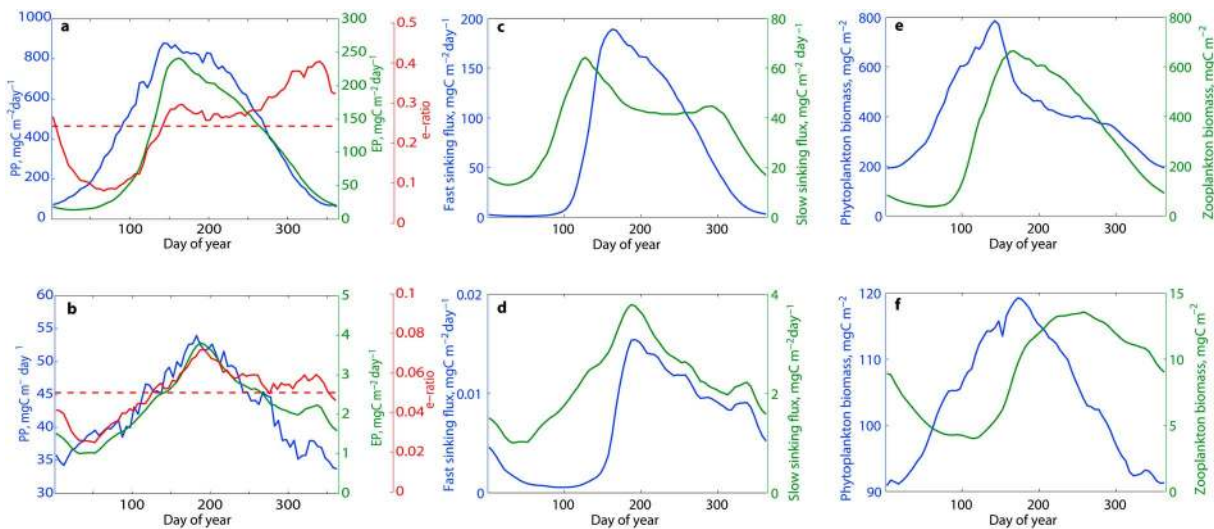 a
1000
800
600
400
200
0
PP, mgC m⁻²day⁻¹
300
250
200
150
100
50
0
EP, mgC m⁻² day⁻¹
0.5
0.4
0.3
0.2
0.1
0
e−ratio
100 200 300
Day of year
c
200
150
100
50
0
Fast sinking flux, mgC m⁻²day⁻¹
80
60
40
20
0
Slow sinking flux, mgC m⁻² day⁻¹
100 200 300
Day of year
e
800
600
400
200
0
Phytoplankton biomass, mgC m⁻²
800
600
400
200
0
Zooplankton biomass, mgC m⁻²
100 200 300
Day of year
b
60
55
50
45
40
35
30
PP, mgC m⁻ day⁻¹
5
4
3
2
1
0
EP, mgC m⁻² day⁻¹
0.1
0.08
0.06
0.04
0.02
0
e−ratio
100 200 300
Day of year
d
0.02
0.01
0
Fast sinking flux, mgC m⁻²day⁻¹
4
2
0
Slow sinking flux, mgC m⁻²day⁻¹
100 200 300
Day of year
f
120
110
100
90
Phytoplankton biomass, mgC m⁻²
15
10
5
0
Zooplankton biomass, mgC m⁻²
100 200 300
Day of year